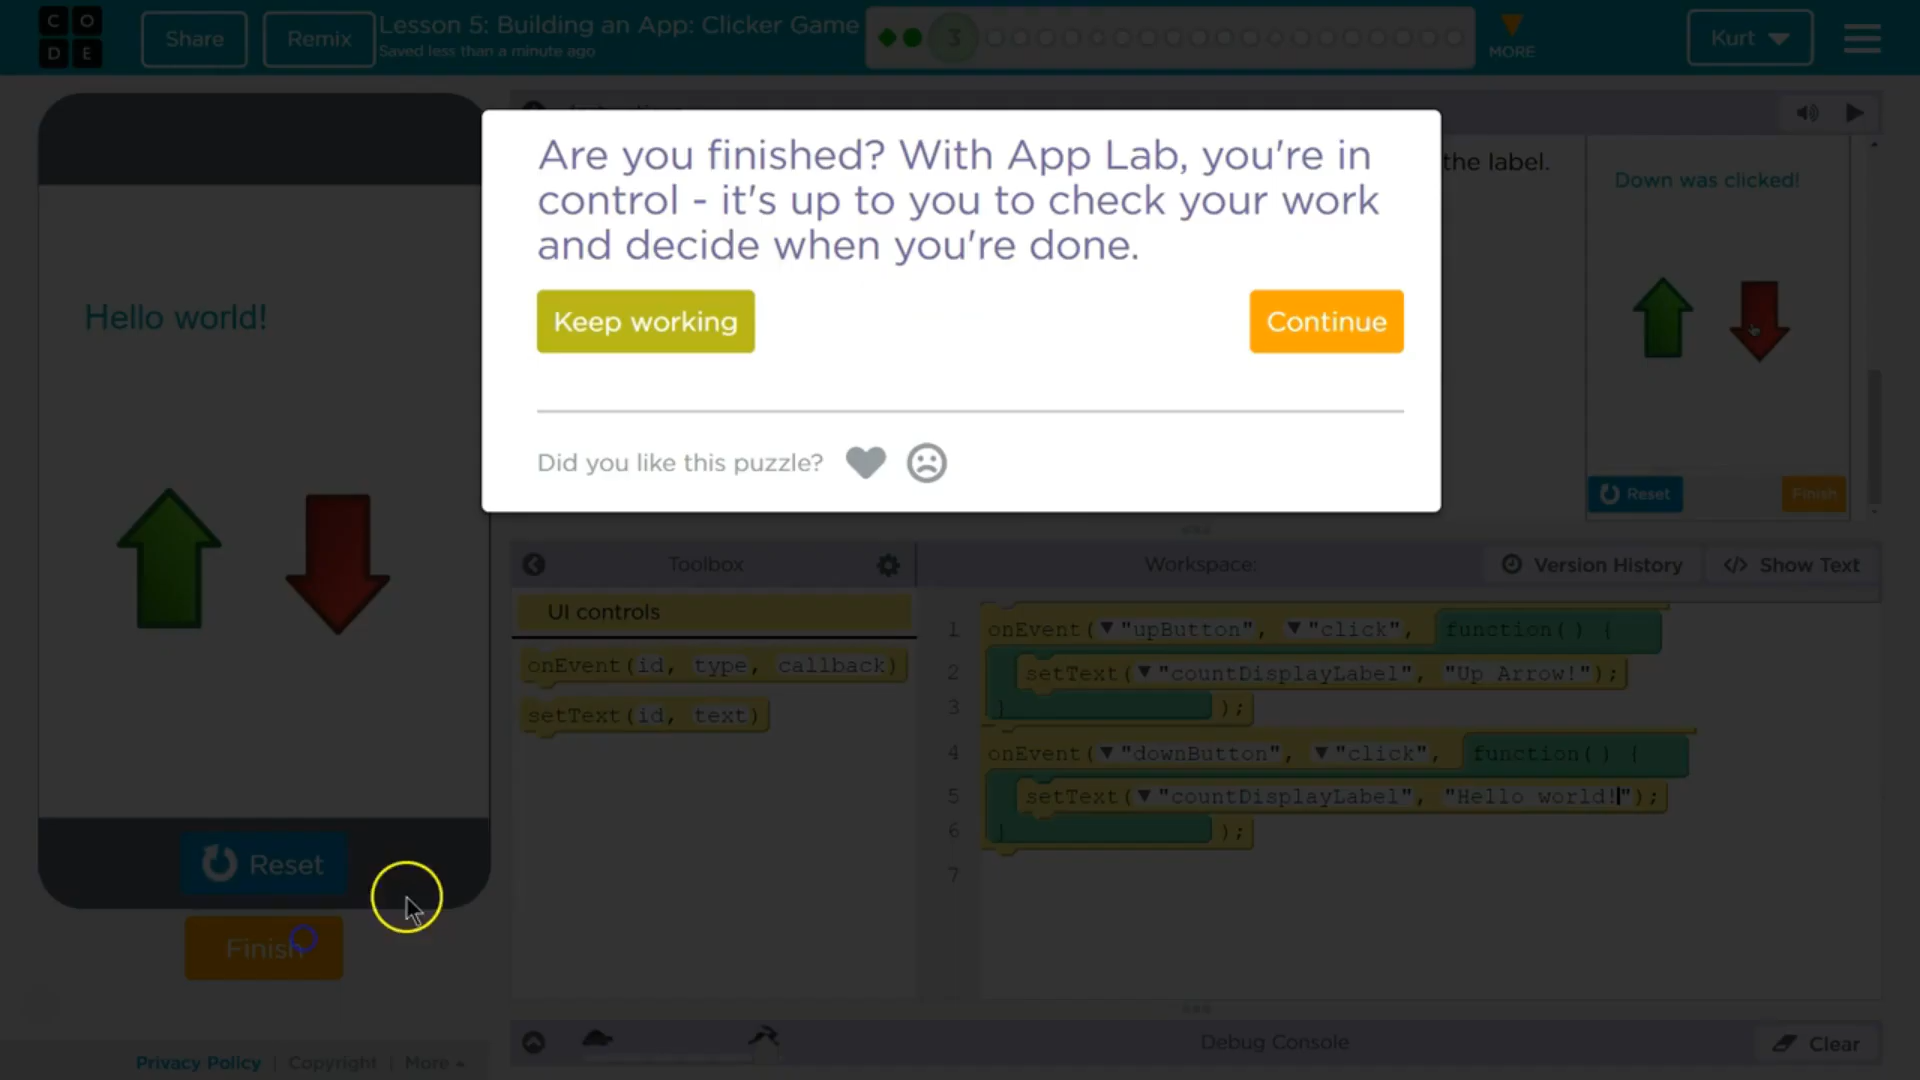 CODE
Share
Remix
Lesson 5: Building an App: Clicker Game
Saved less than a minute ago
3
MORE
Kurt
Are you finished? With App Lab, you're in
control - it's up to you to check your work
and decide when you're done.
Keep working
Continue
Did you like this puzzle?
the label.
Down was clicked!
Reset
Finish
Hello world!
Reset
Finish
Toolbox
UI controls
onEvent(id, type, callback)
setText(id, text)
Workspace:
Version History
</> Show Text
1 onEvent(▼"upButton", ▼"click", function( ) {
2 setText(▼"countDisplayLabel", "Up Arrow!");
3 } );
4 onEvent(▼"downButton", ▼"click", function( ) {
5 setText(▼"countDisplayLabel", "Hello world!");
6 } );
7
Debug Console
Clear
Privacy Policy | Copyright | More